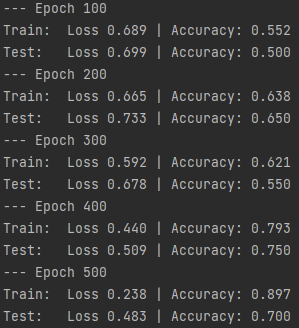 --- Epoch 100
Train:  Loss 0.689 | Accuracy: 0.552
Test:   Loss 0.699 | Accuracy: 0.500
--- Epoch 200
Train:  Loss 0.665 | Accuracy: 0.638
Test:   Loss 0.733 | Accuracy: 0.650
--- Epoch 300
Train:  Loss 0.592 | Accuracy: 0.621
Test:   Loss 0.678 | Accuracy: 0.550
--- Epoch 400
Train:  Loss 0.440 | Accuracy: 0.793
Test:   Loss 0.509 | Accuracy: 0.750
--- Epoch 500
Train:  Loss 0.238 | Accuracy: 0.897
Test:   Loss 0.483 | Accuracy: 0.700